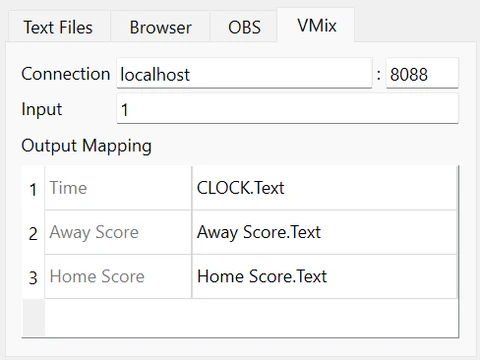 Text Files Browser OBS VMix
Connection localhost : 8088
Input 1
Output Mapping
1 Time CLOCK.Text
2 Away Score Away Score.Text
3 Home Score Home Score.Text